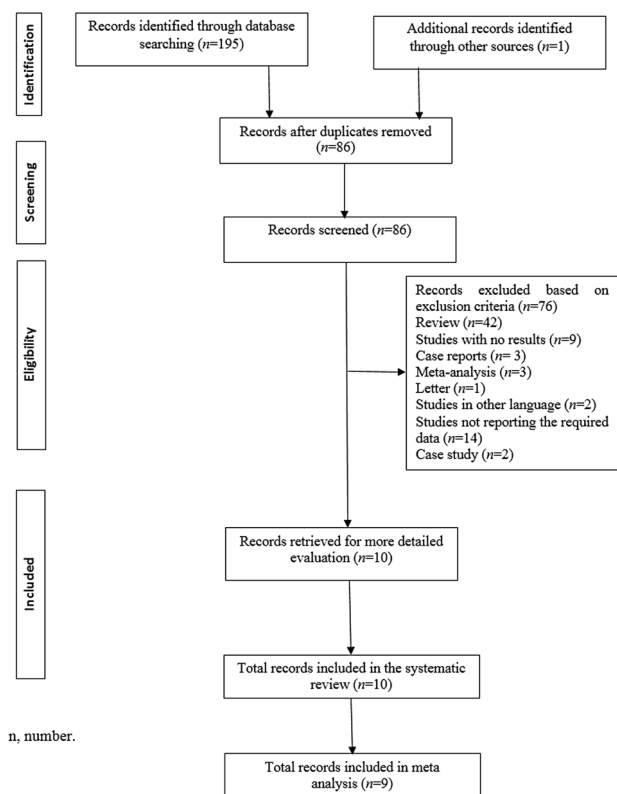 Identification
Records identified through database
searching (n=195)
Additional records identified
through other sources (n=1)
Records after duplicates removed
(n=86)
Screening
Records screened (n=86)
Eligibility
Records excluded based on
exclusion criteria (n=76)
Review (n=42)
Studies with no results (n=9)
Case reports (n= 3)
Meta-analysis (n=3)
Letter (n=1)
Studies in other language (n=2)
Studies not reporting the required
data (n=14)
Case study (n=2)
Included
Records retrieved for more detailed
evaluation (n=10)
Total records included in the systematic
review (n=10)
n, number.
Total records included in meta
analysis (n=9)